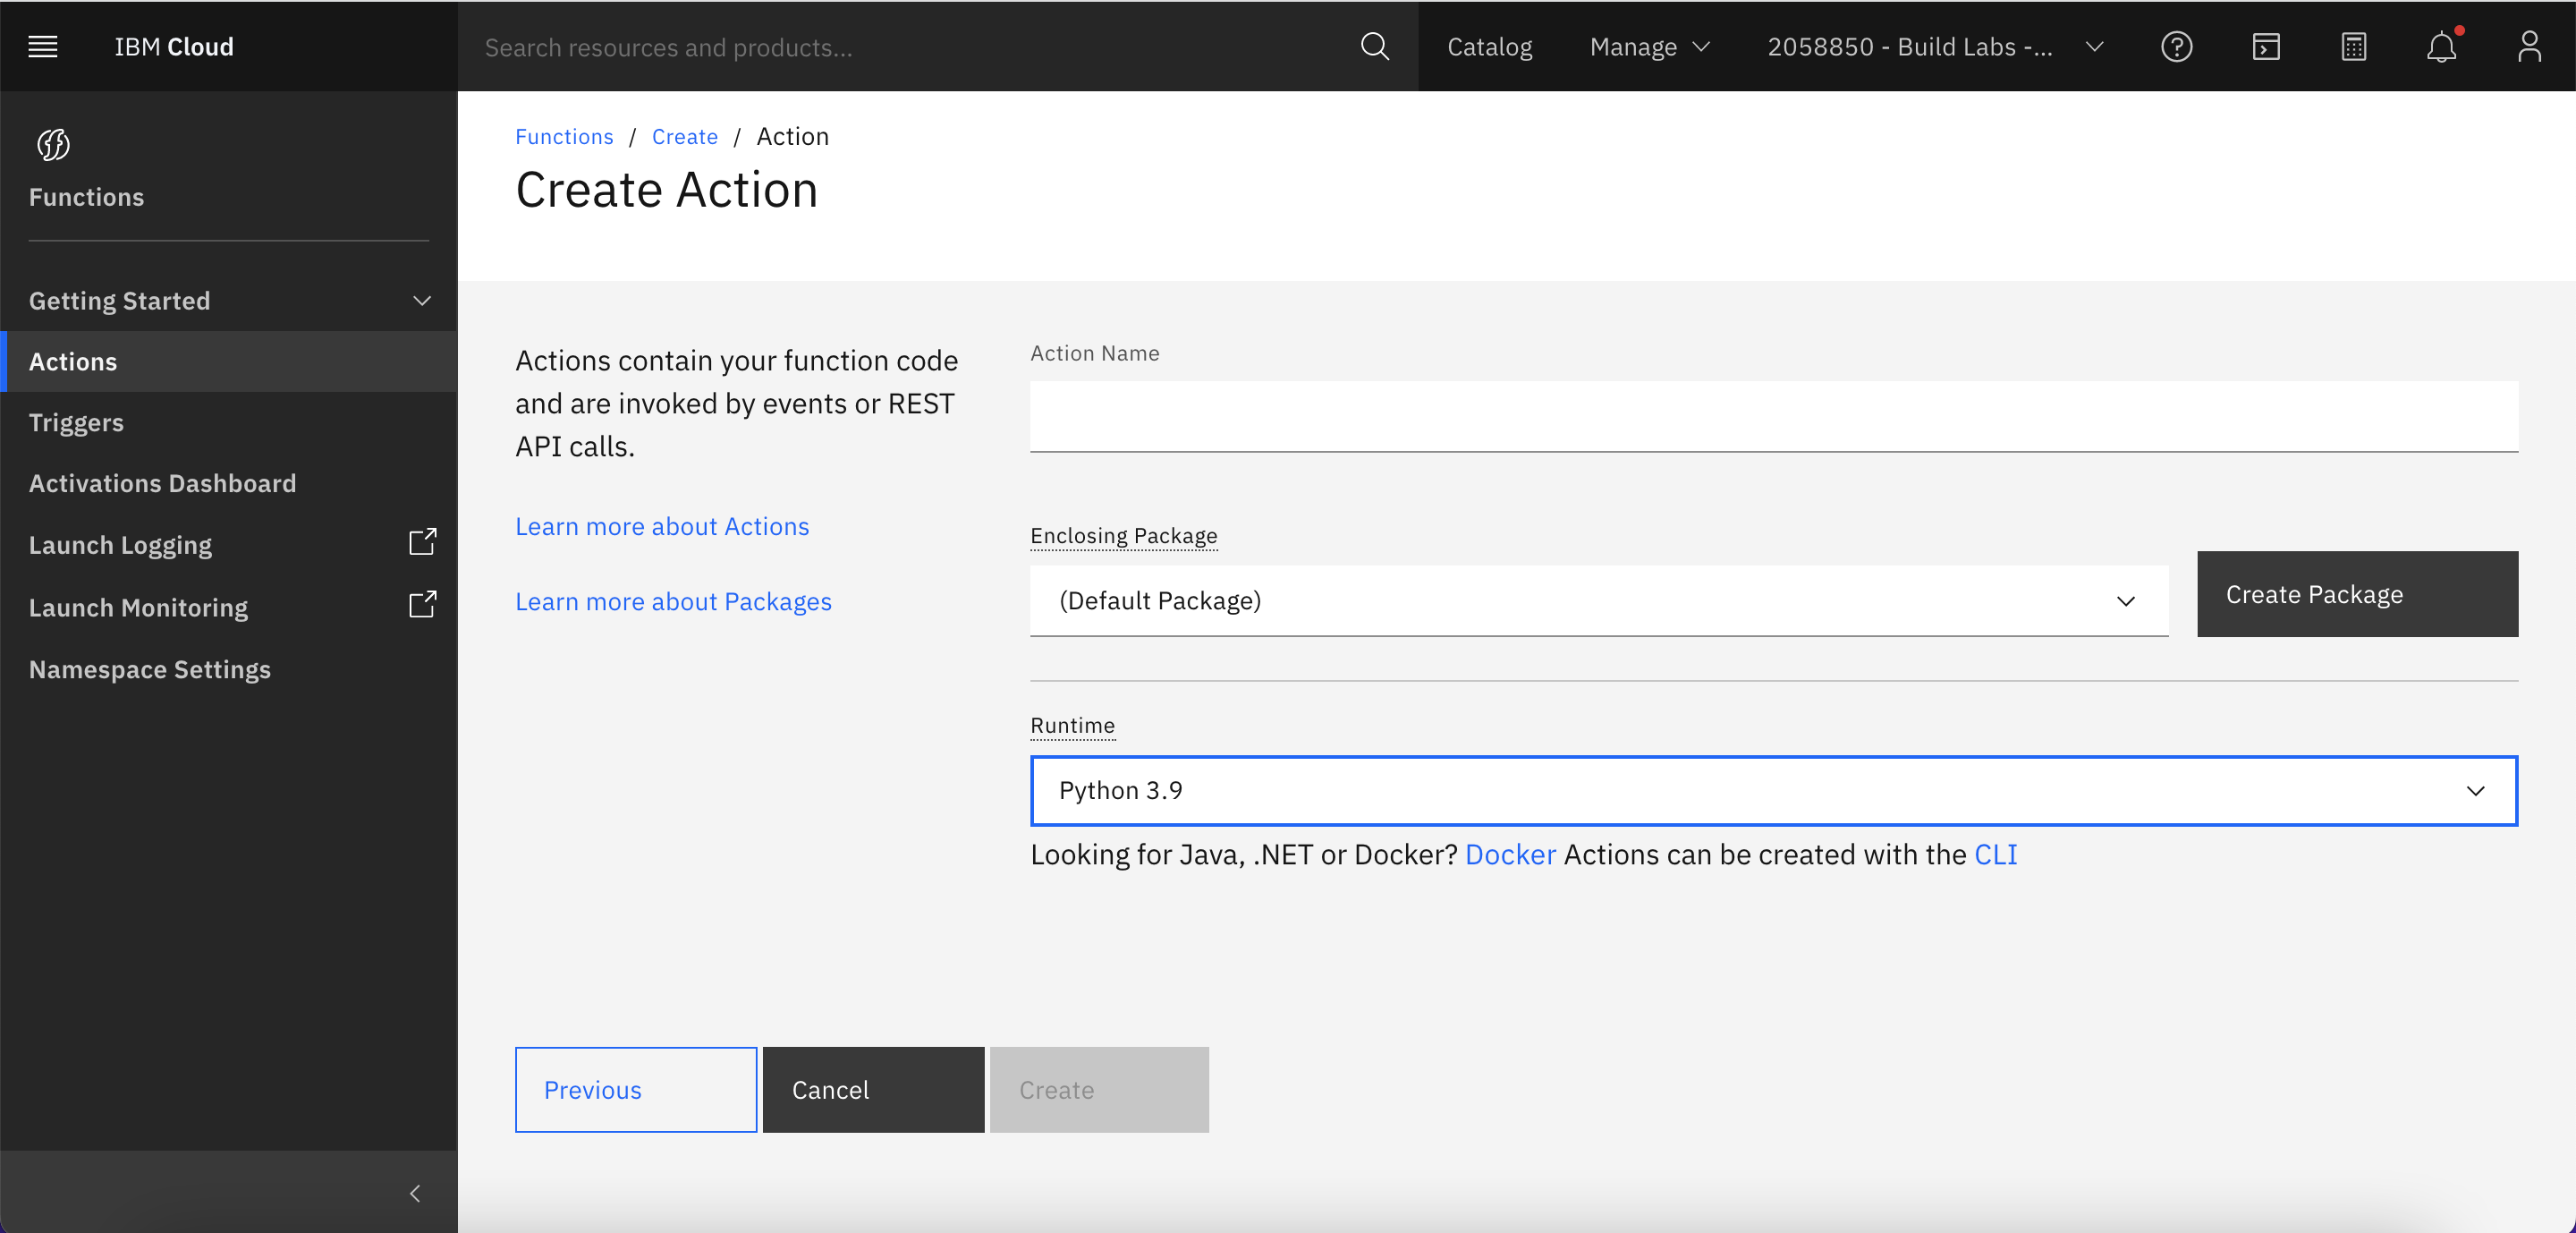 IBM Cloud
Search resources and products...
Catalog
Manage
2058850 - Build Labs -...
Functions
Getting Started
Actions
Triggers
Activations Dashboard
Launch Logging
Launch Monitoring
Namespace Settings
Functions / Create / Action
Create Action
Actions contain your function code
and are invoked by events or REST
API calls.
Learn more about Actions
Learn more about Packages
Action Name
Enclosing Package
(Default Package)
Create Package
Runtime
Python 3.9
Looking for Java, .NET or Docker? Docker Actions can be created with the CLI
Previous
Cancel
Create